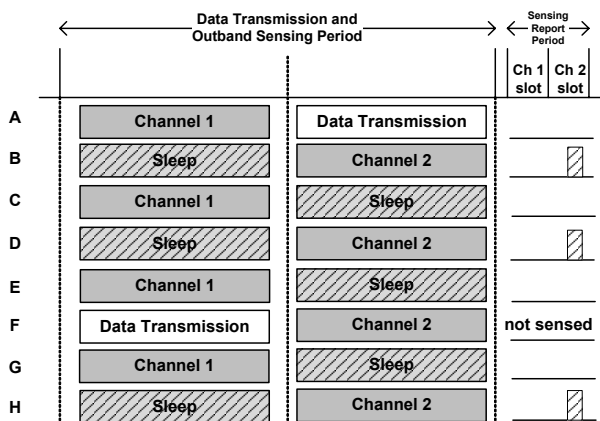 Data Transmission and
Outband Sensing Period
Sensing
Report
Period
Ch 1
slot
Ch 2
slot
A Channel 1 Data Transmission
B Sleep Channel 2
C Channel 1 Sleep
D Sleep Channel 2
E Channel 1 Sleep
F Data Transmission Channel 2 not sensed
G Channel 1 Sleep
H Sleep Channel 2